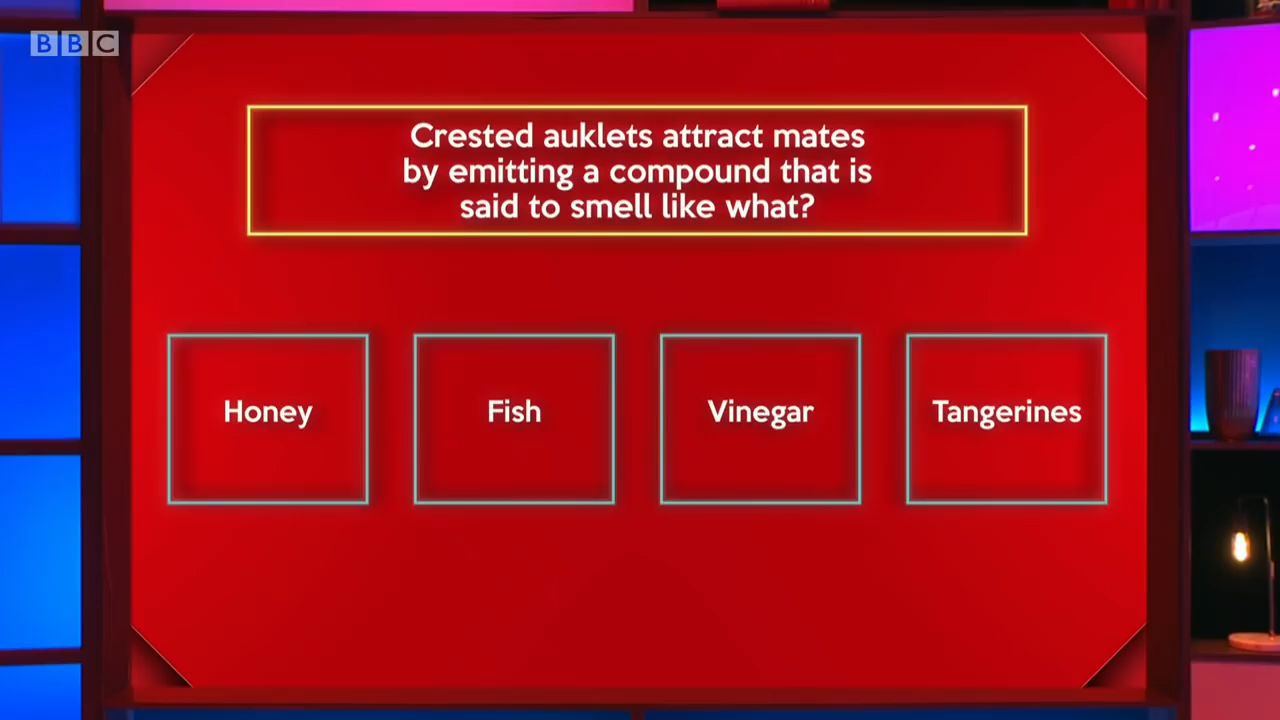 BBC
Crested auklets attract mates
by emitting a compound that is
said to smell like what?
Honey
Fish
Vinegar
Tangerines